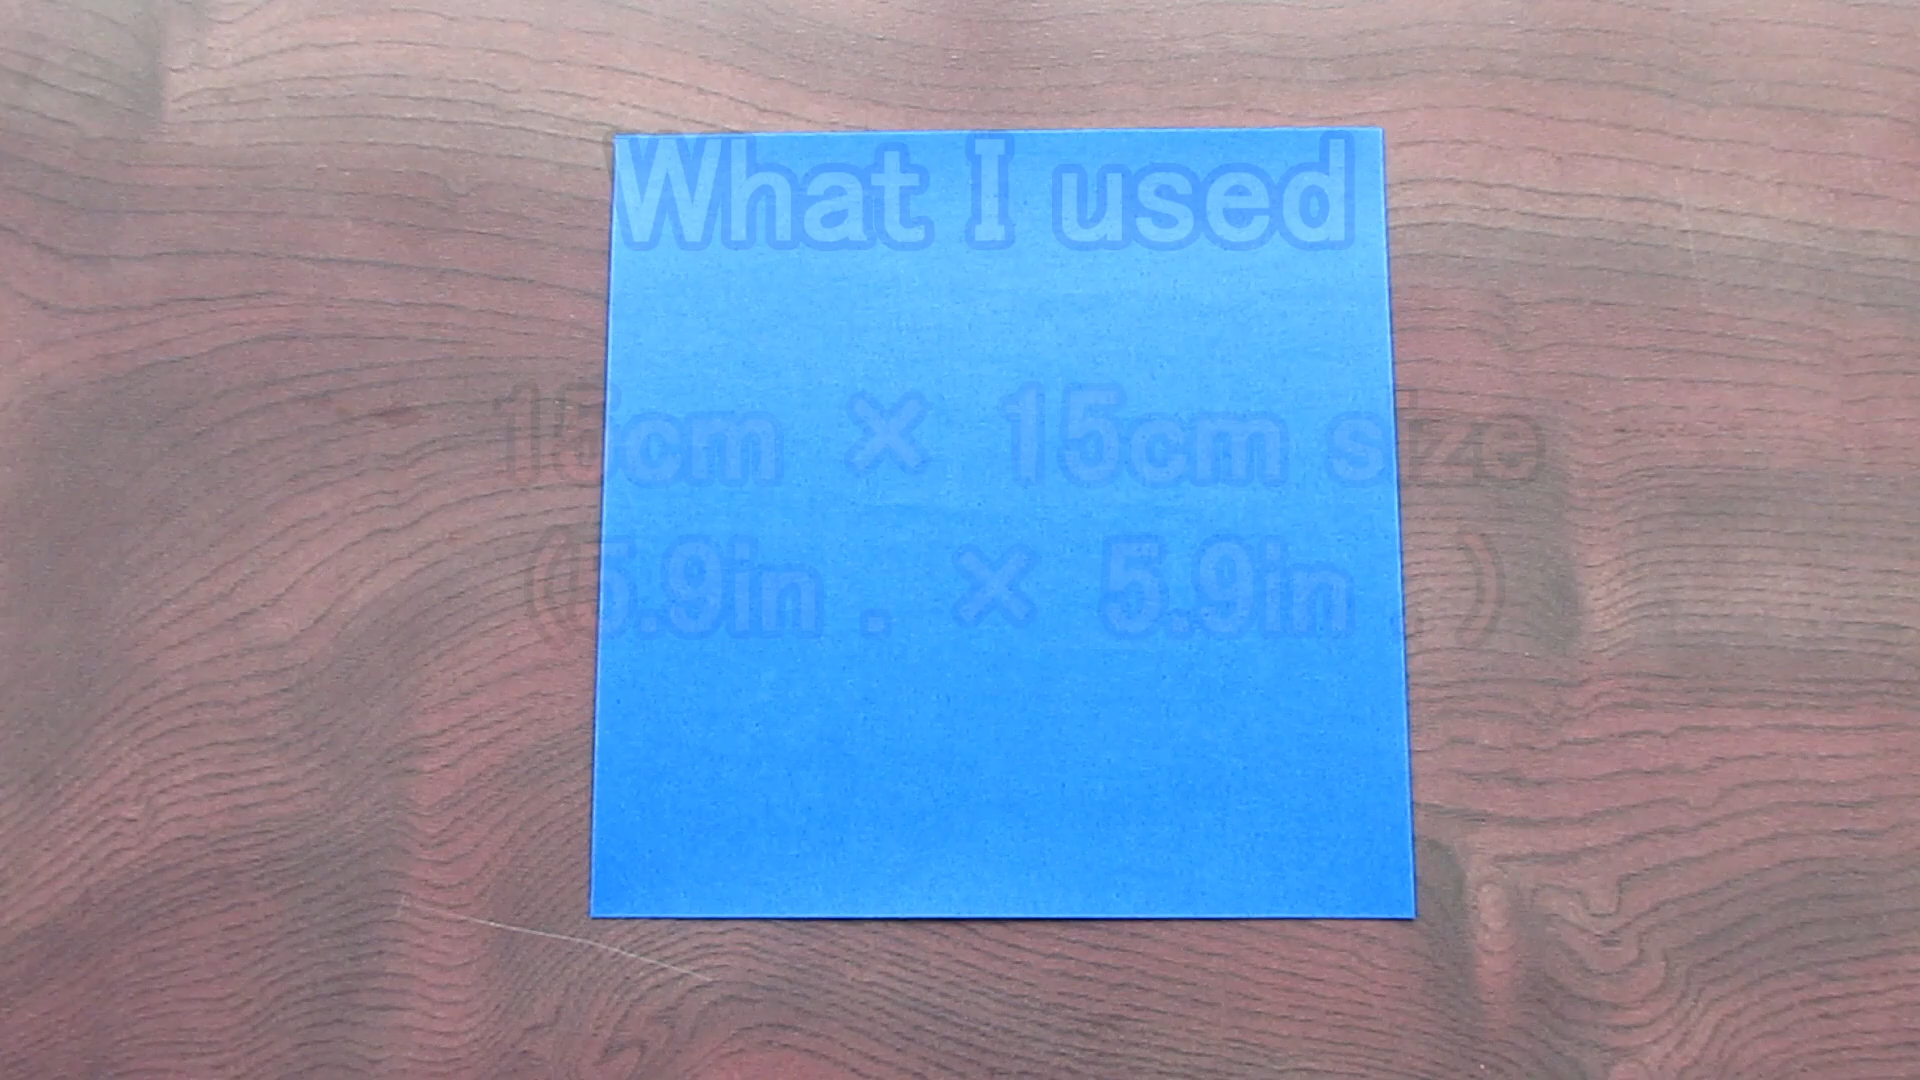 What I used
15cm × 15cm size
(5.9in . × 5.9in . )